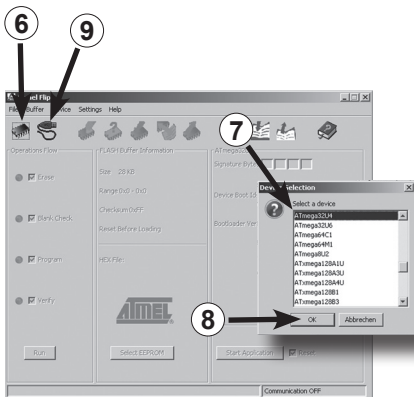 6
9
Atmel Flip
File Buffer Device Settings Help
7
Operations Flow
FLASH Buffer Information
ATmega32
Erase
Size 28 KB
Signature Bytes
Range 0x0 - 0x0
Device Selection
Blank Check
Checksum 0xFF
Device Boot I
Select a device
Reset Before Loading
Bootloader Ver
ATmega32U4
ATmega32U6
ATmega64C1
Program
HEX File:
ATmega64M1
ATmega8U2
ATxmega128A1U
ATxmega128A3U
ATxmega128A4U
Verify
ATMEL
ATxmega128B1
ATxmega128B3
8
OK Abbrechen
Run
Select EEPROM
Start Application
Reset
Communication OFF